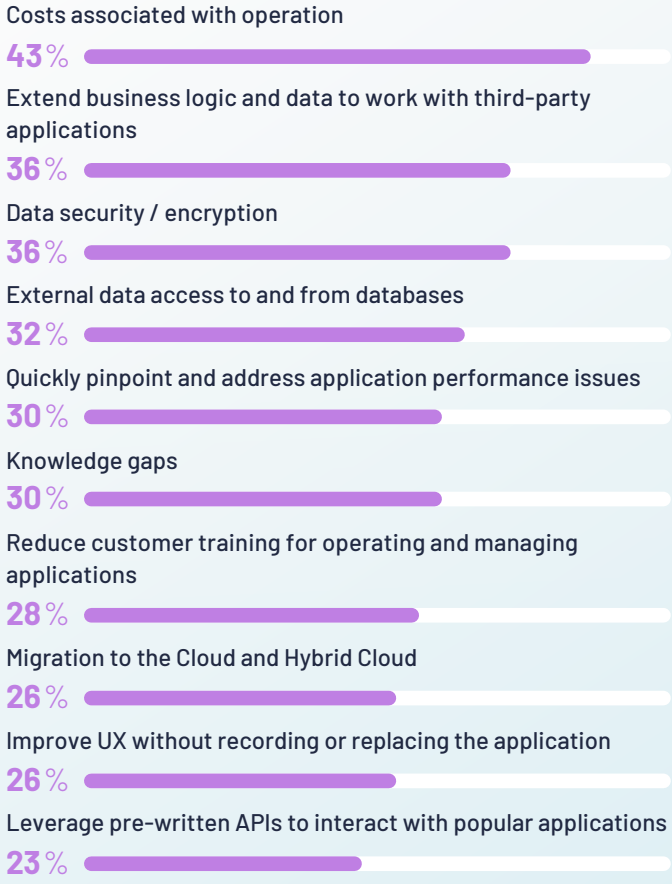 Costs associated with operation
43%
Extend business logic and data to work with third-party
applications
36%
Data security / encryption
36%
External data access to and from databases
32%
Quickly pinpoint and address application performance issues
30%
Knowledge gaps
30%
Reduce customer training for operating and managing
applications
28%
Migration to the Cloud and Hybrid Cloud
26%
Improve UX without recording or replacing the application
26%
Leverage pre-written APIs to interact with popular applications
23%